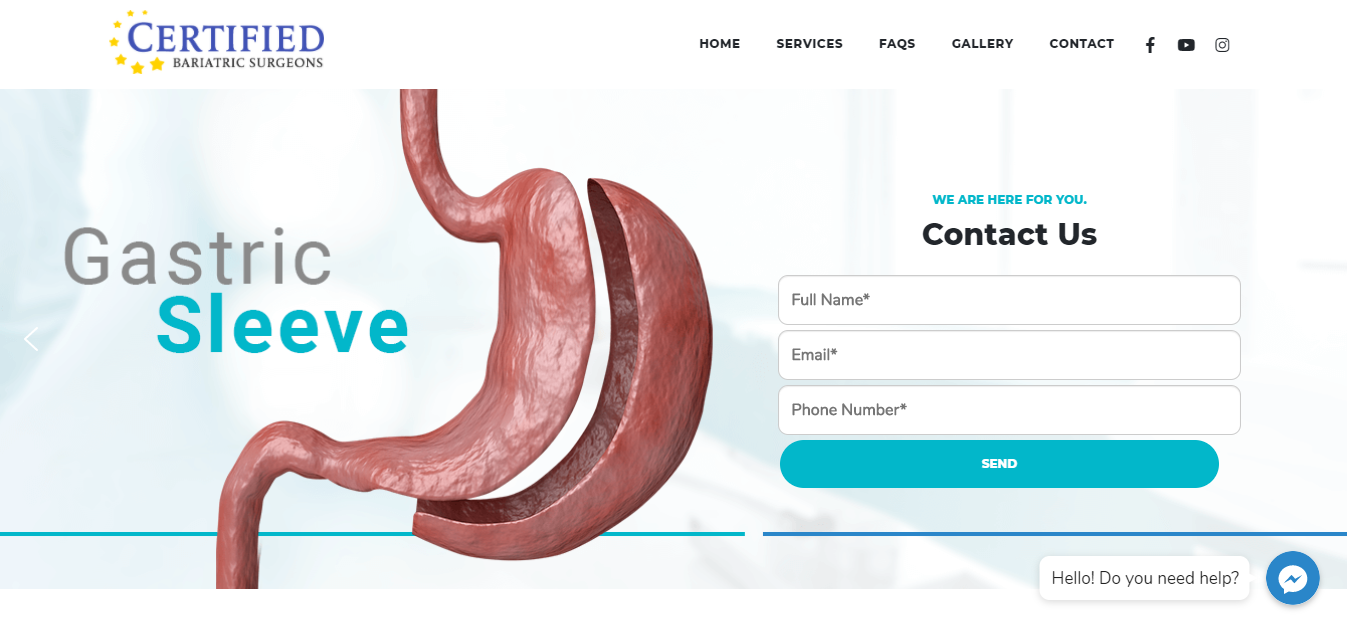 CERTIFIED
BARIATRIC SURGEONS
HOME SERVICES FAQS GALLERY CONTACT
Gastric
Sleeve
WE ARE HERE FOR YOU.
Contact Us
Full Name*
Email*
Phone Number*
SEND
Hello! Do you need help?